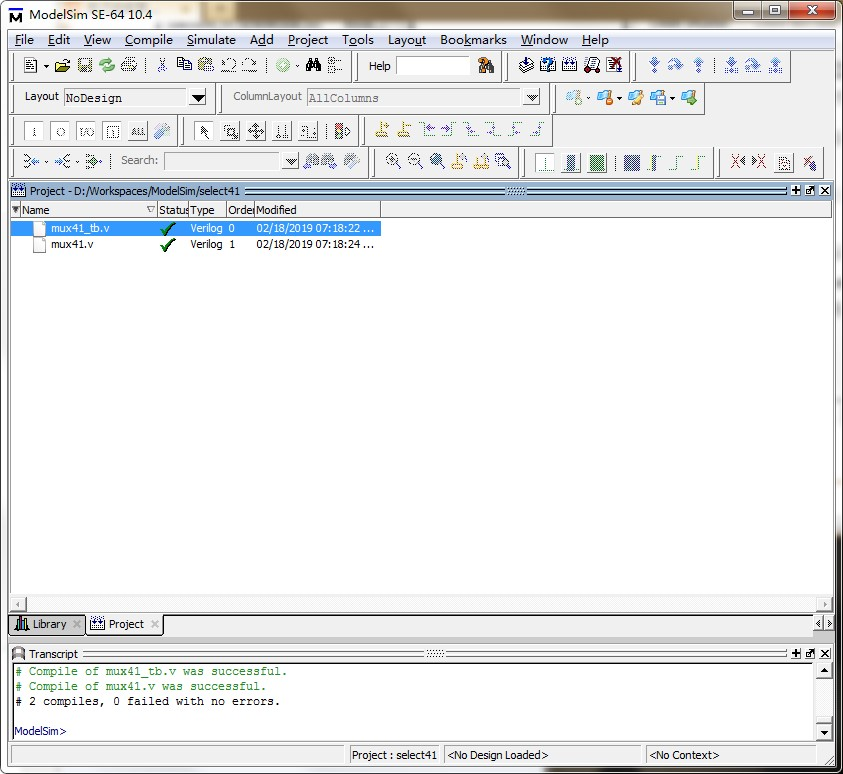 ModelSim SE-64 10.4
File Edit View Compile Simulate Add Project Tools Layout Bookmarks Window Help
Help
Layout NoDesign ColumnLayout AllColumns
Search:
Project - D:/Workspaces/ModelSim/select41
Name Status Type Order Modified
mux41_tb.v Verilog 0 02/18/2019 07:18:22 ...
mux41.v Verilog 1 02/18/2019 07:18:24 ...
Library Project
Transcript
# Compile of mux41_tb.v was successful.
# Compile of mux41.v was successful.
# 2 compiles, 0 failed with no errors.
ModelSim>
Project : select41 <No Design Loaded> <No Context>